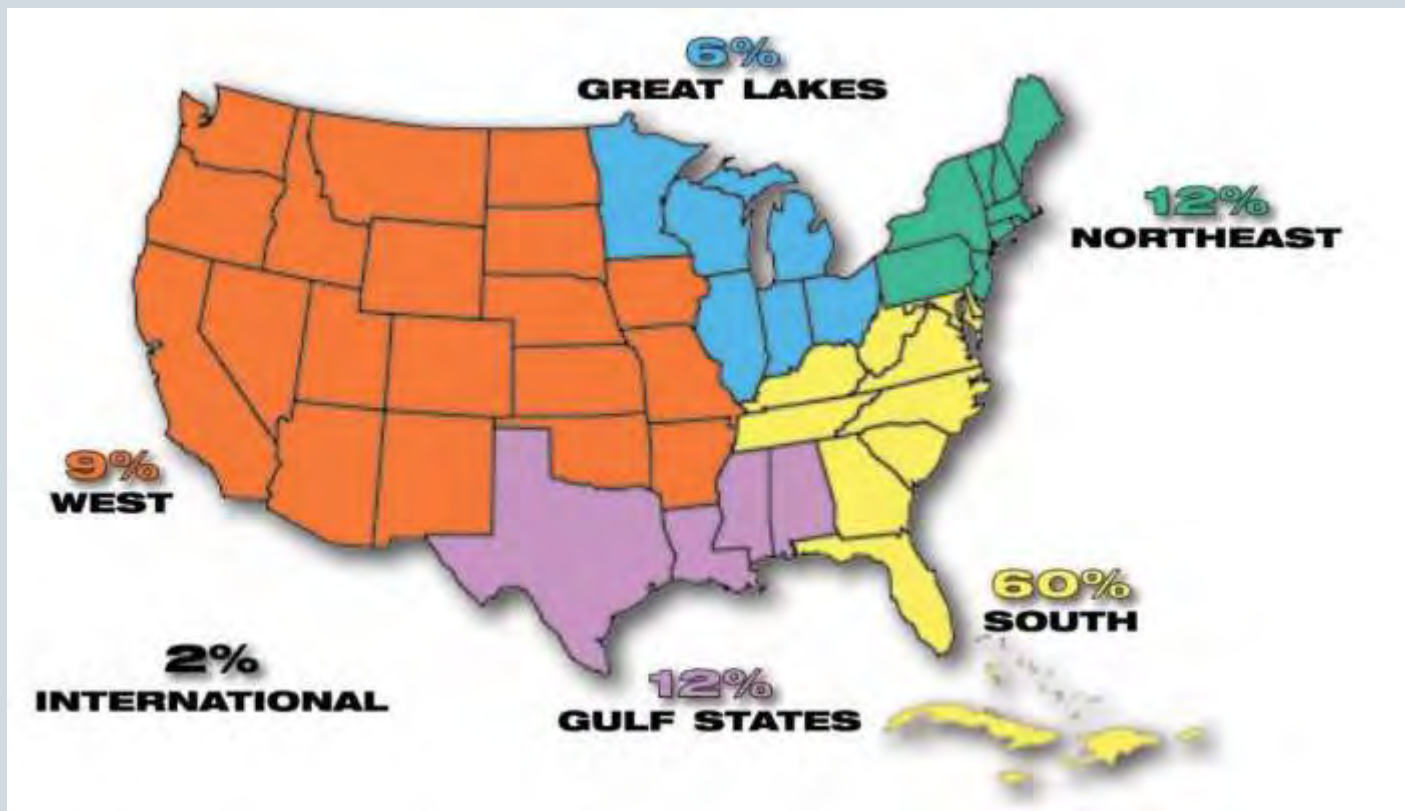 6%
GREAT LAKES
12%
NORTHEAST
9%
WEST
60%
SOUTH
2%
INTERNATIONAL
12%
GULF STATES